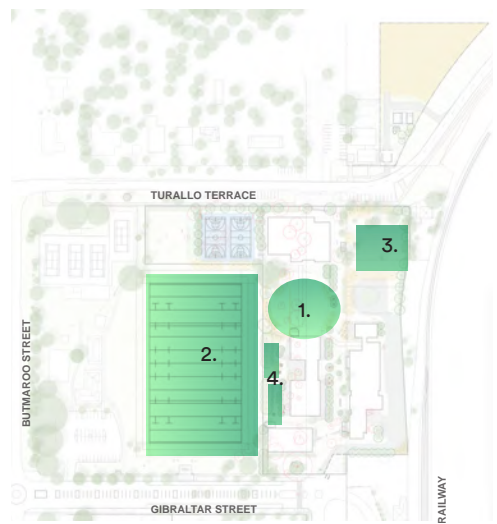 TURALLO TERRACE
3.
1.
2.
4.
BUTMAROO STREET
GIBRALTAR STREET
RAILWAY